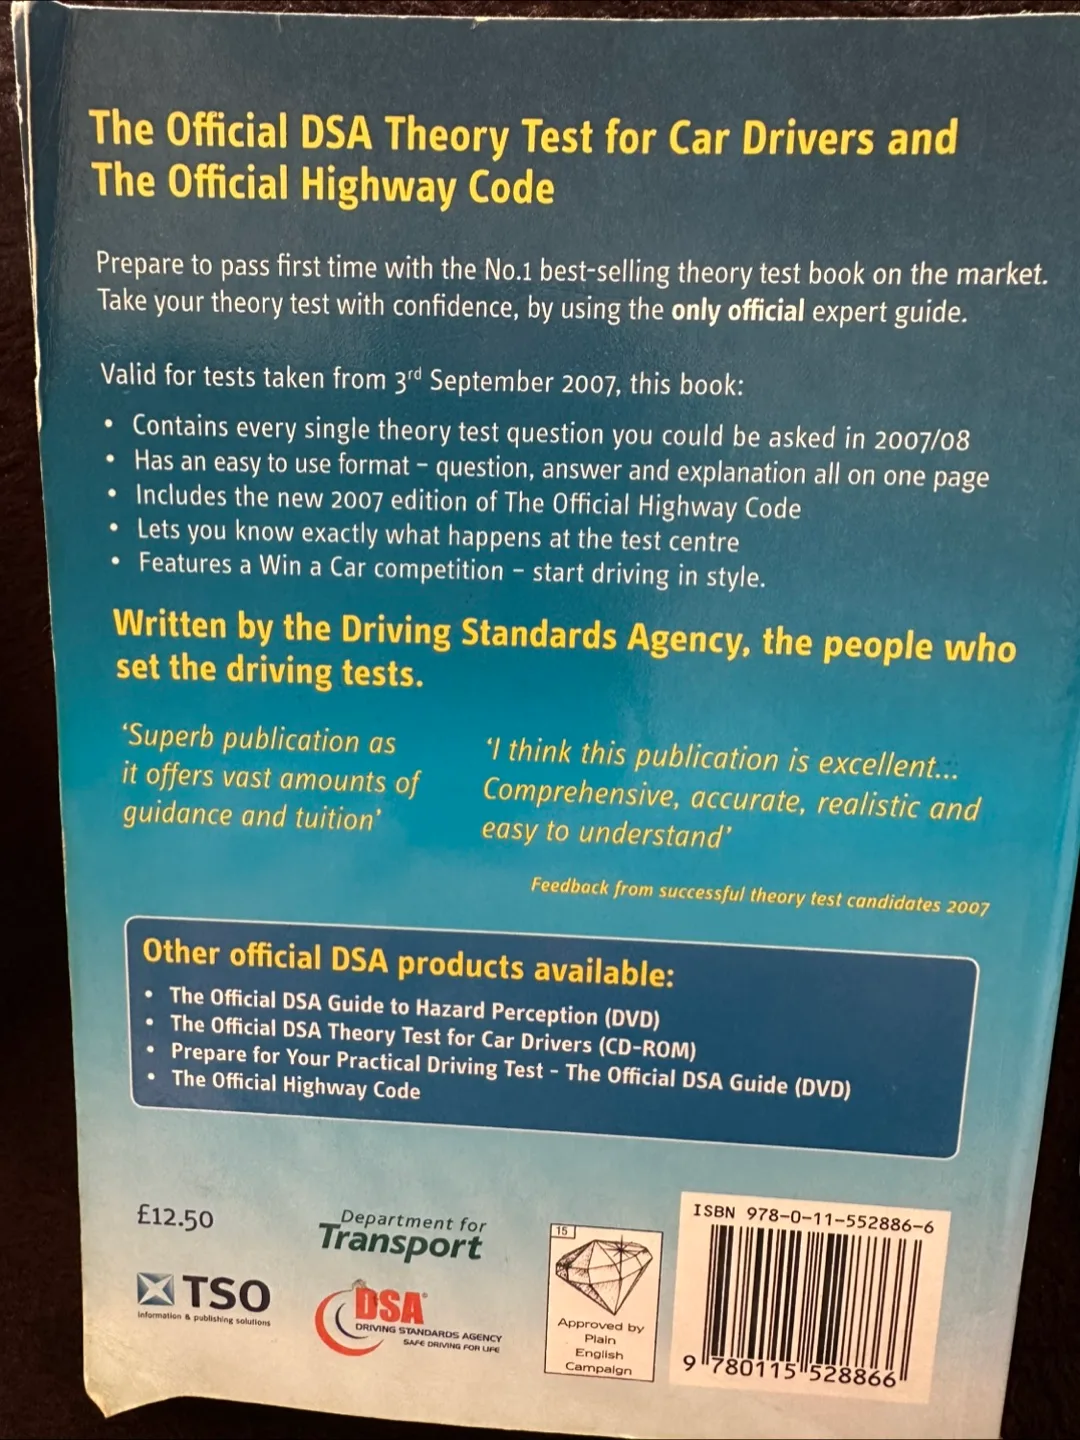 The Official DSA Theory Test for Car Drivers and
The Official Highway Code
Prepare to pass first time with the No.1 best-selling theory test book on the market.
Take your theory test with confidence, by using the only official expert guide.
Valid for tests taken from 3rd September 2007, this book:
• Contains every single theory test question you could be asked in 2007/08
• Has an easy to use format – question, answer and explanation all on one page
• Includes the new 2007 edition of The Official Highway Code
• Lets you know exactly what happens at the test centre
• Features a Win a Car competition – start driving in style.
Written by the Driving Standards Agency, the people who
set the driving tests.
‘Superb publication as
it offers vast amounts of
guidance and tuition’
‘I think this publication is excellent...
Comprehensive, accurate, realistic and
easy to understand’
Feedback from successful theory test candidates 2007
Other official DSA products available:
• The Official DSA Guide to Hazard Perception (DVD)
• The Official DSA Theory Test for Car Drivers (CD-ROM)
• Prepare for Your Practical Driving Test – The Official DSA Guide (DVD)
• The Official Highway Code
£12.50
TSO
information & publishing solutions
Department for
Transport
DSA®
DRIVING STANDARDS AGENCY
SAFE DRIVING FOR LIFE
15
Approved by
Plain
English
Campaign
ISBN 978-0-11-552886-6
9 780115 528866